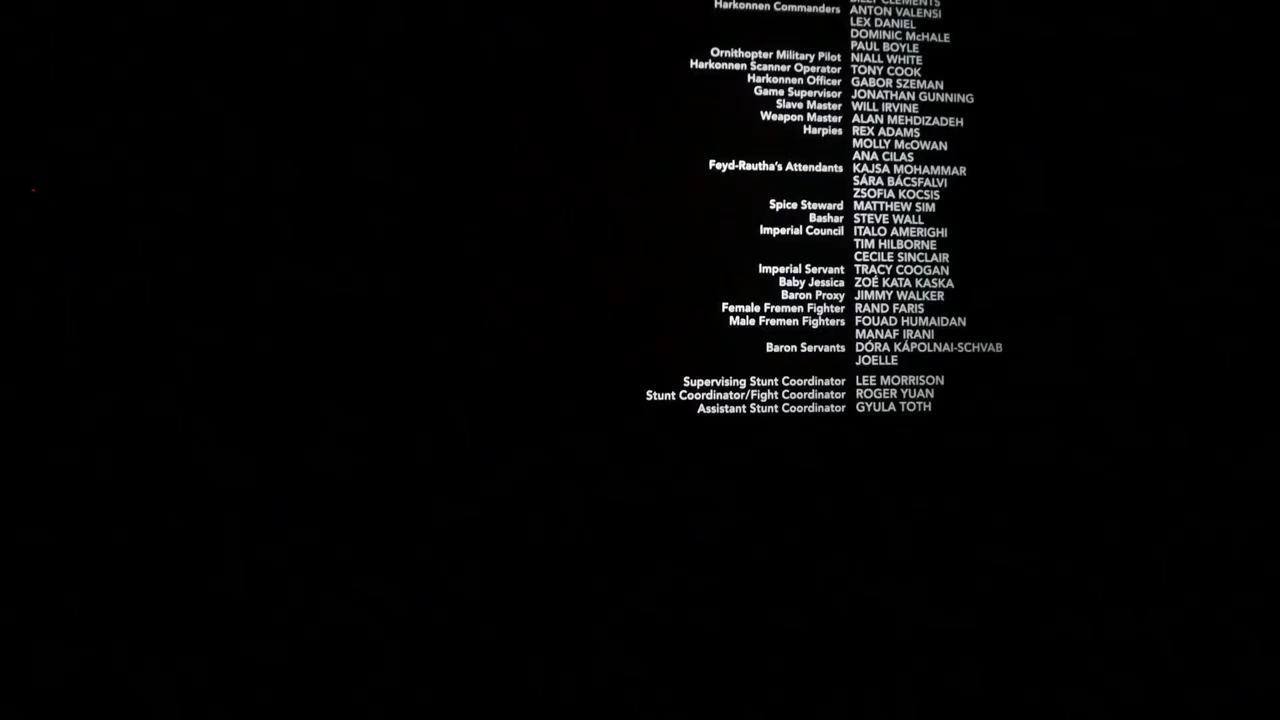 BILLY CLEMENTS
Harkonnen Commanders ANTON VALENSI
LEX DANIEL
DOMINIC McHALE
PAUL BOYLE
Ornithopter Military Pilot NIALL WHITE
Harkonnen Scanner Operator TONY COOK
Harkonnen Officer GABOR SZEMAN
Game Supervisor JONATHAN GUNNING
Slave Master WILL IRVINE
Weapon Master ALAN MEHDIZADEH
Harpies REX ADAMS
MOLLY McOWAN
ANA CILAS
Feyd-Rautha's Attendants KAJSA MOHAMMAR
SÁRA BÁCSFALVI
ZSOFIA KOCSIS
Spice Steward MATTHEW SIM
Bashar STEVE WALL
Imperial Council ITALO AMERIGHI
TIM HILBORNE
CECILE SINCLAIR
Imperial Servant TRACY COOGAN
Baby Jessica ZOÉ KATA KASKA
Baron Proxy JIMMY WALKER
Female Fremen Fighter RAND FARIS
Male Fremen Fighters FOUAD HUMAIDAN
MANAF IRANI
Baron Servants DÓRA KÁPOLNAI-SCHVAB
JOELLE
Supervising Stunt Coordinator LEE MORRISON
Stunt Coordinator/Fight Coordinator ROGER YUAN
Assistant Stunt Coordinator GYULA TOTH